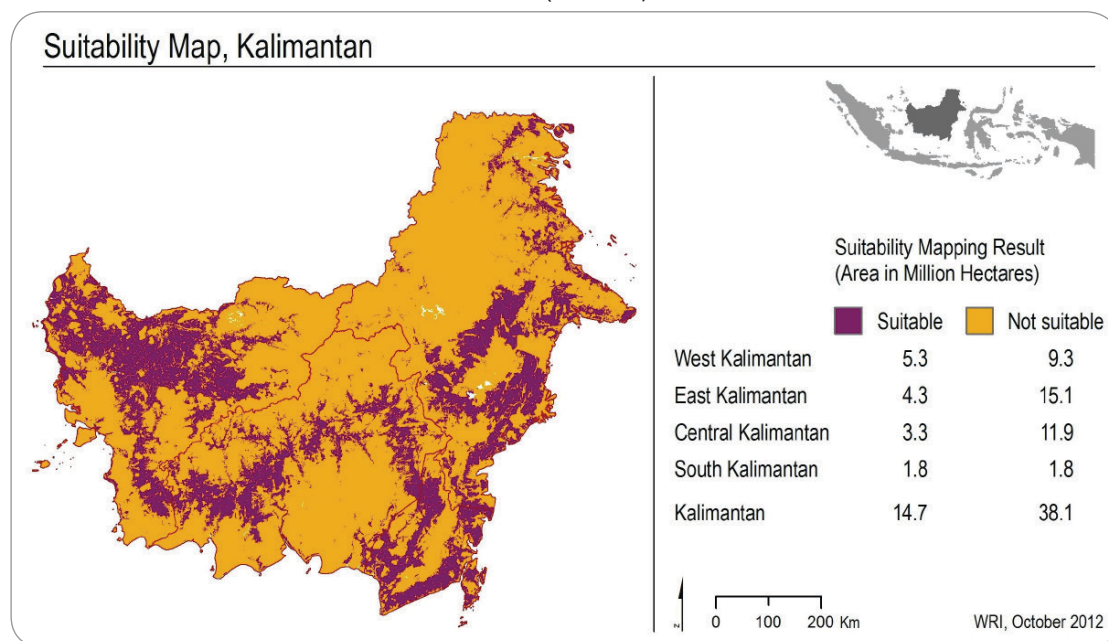 Suitability Map, Kalimantan
Suitability Mapping Result
(Area in Million Hectares)
Suitable Not suitable
West Kalimantan 5.3 9.3
East Kalimantan 4.3 15.1
Central Kalimantan 3.3 11.9
South Kalimantan 1.8 1.8
Kalimantan 14.7 38.1
z
0 100 200 Km
WRI, October 2012